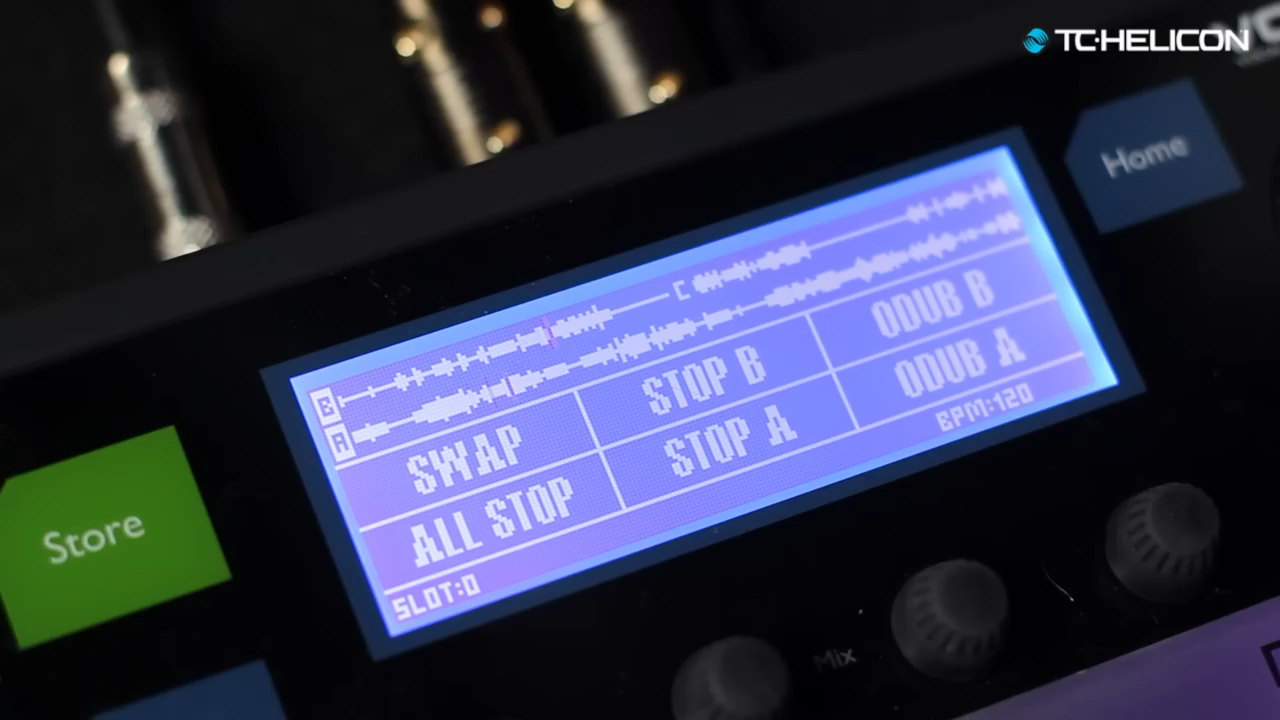 TC·HELICON
Home
B
C
A
SWAP STOP B ODUB B
ALL STOP STOP A ODUB A
SLOT:0 BPM:120
Store
Mix